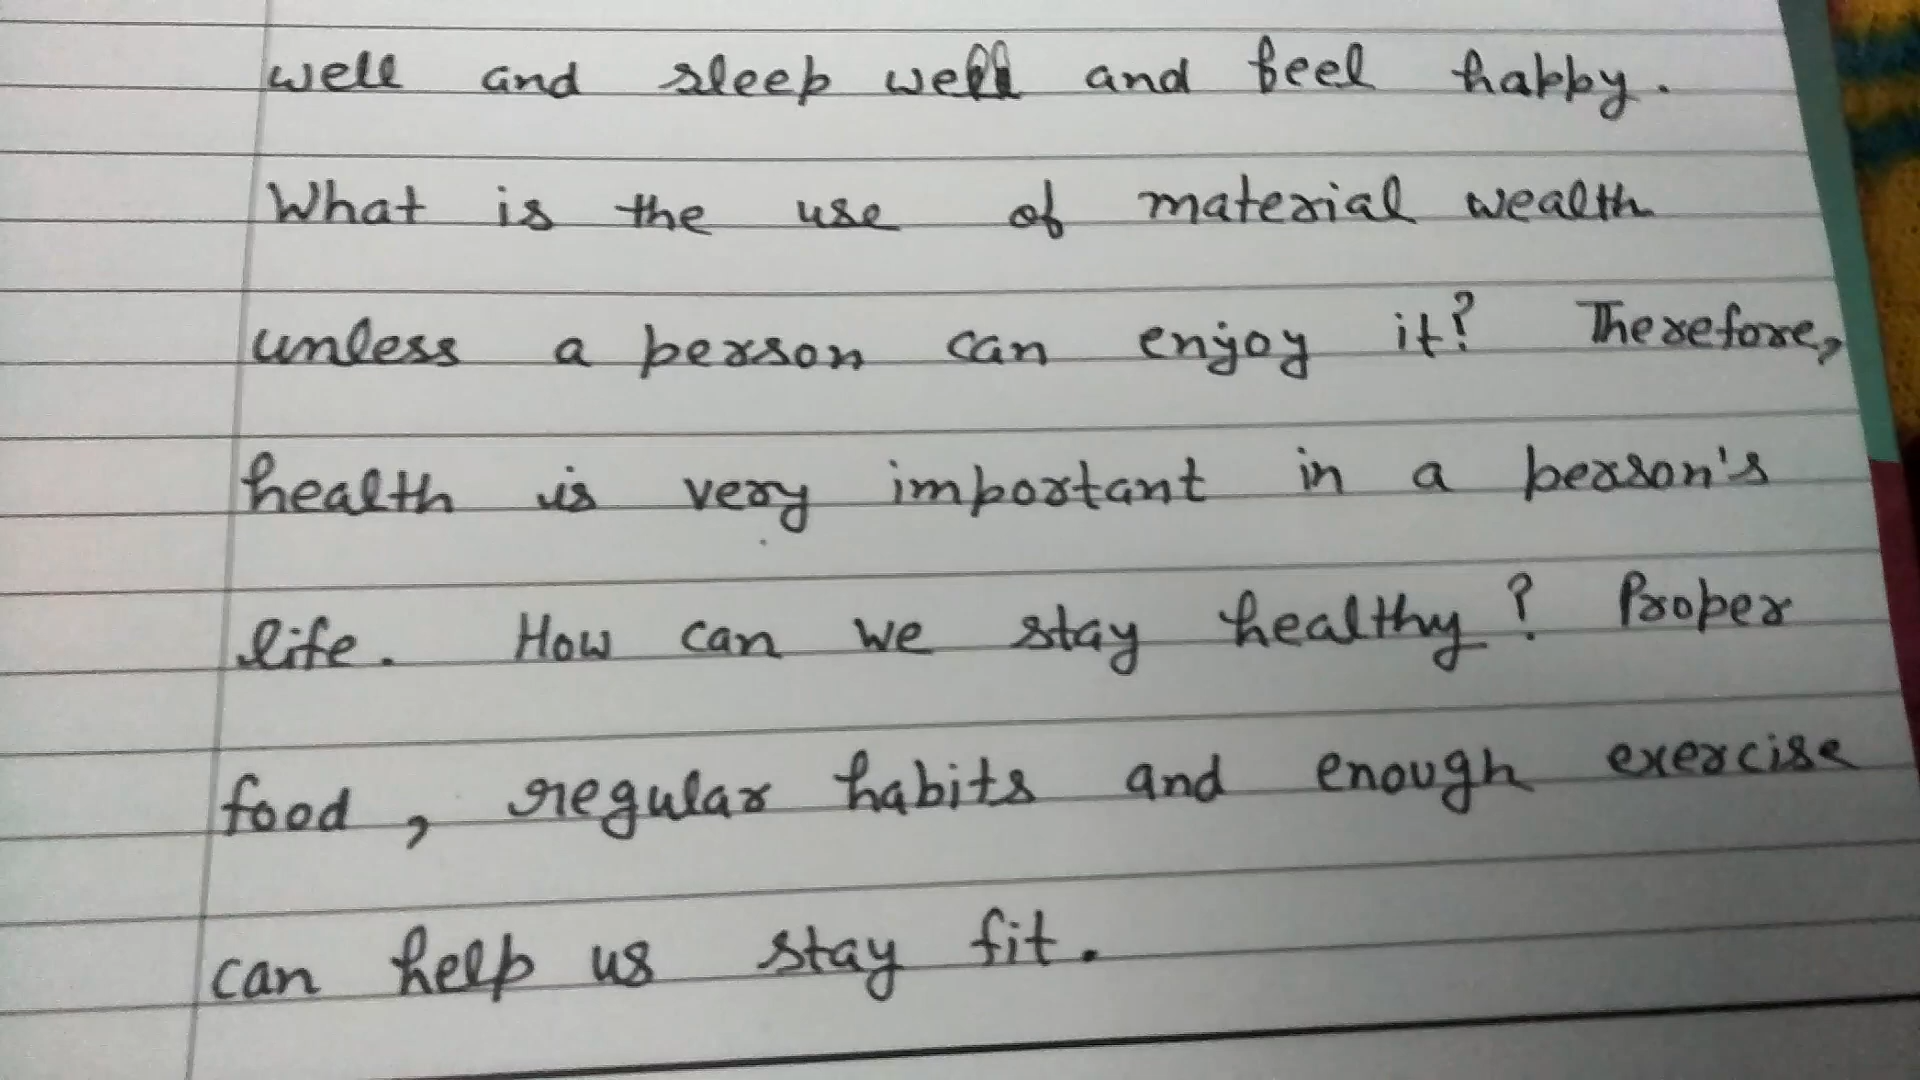 well and sleep well and feel happy.
What is the use of material wealth
unless a person can enjoy it? Therefore,
health is very important in a person's
life. How can we stay healthy? Proper
food, regular habits and enough exercise
can help us stay fit.